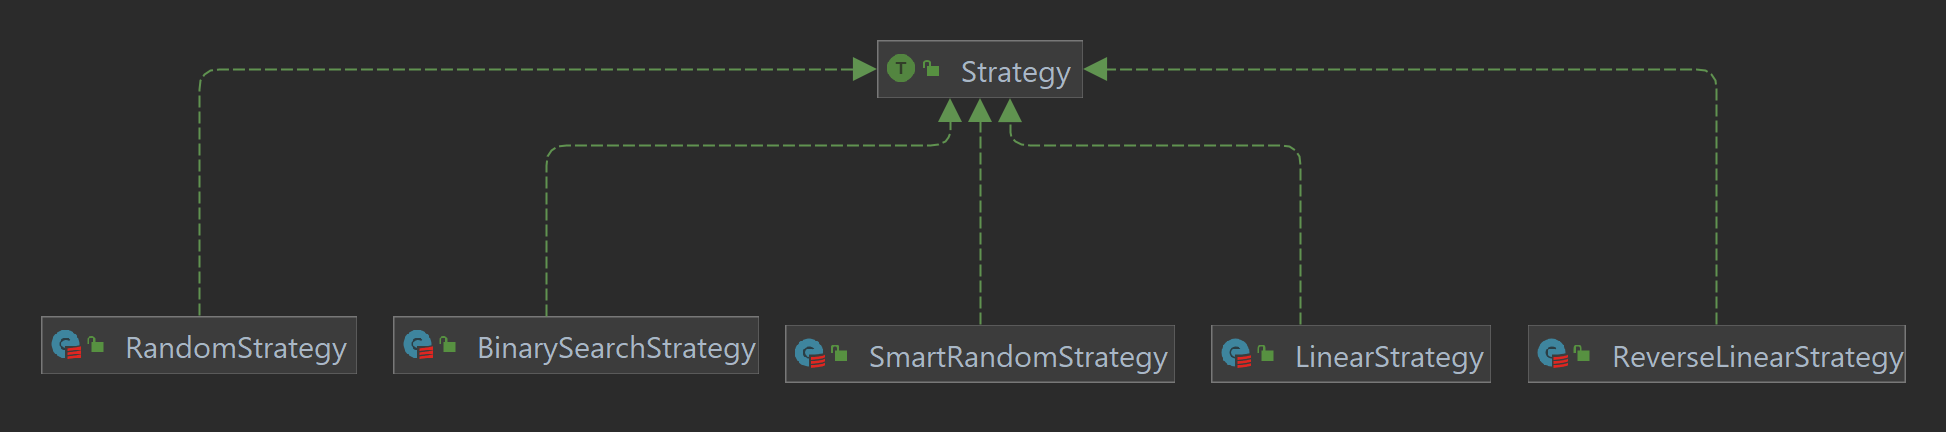 T Strategy
C RandomStrategy
C BinarySearchStrategy
C SmartRandomStrategy
C LinearStrategy
C ReverseLinearStrategy